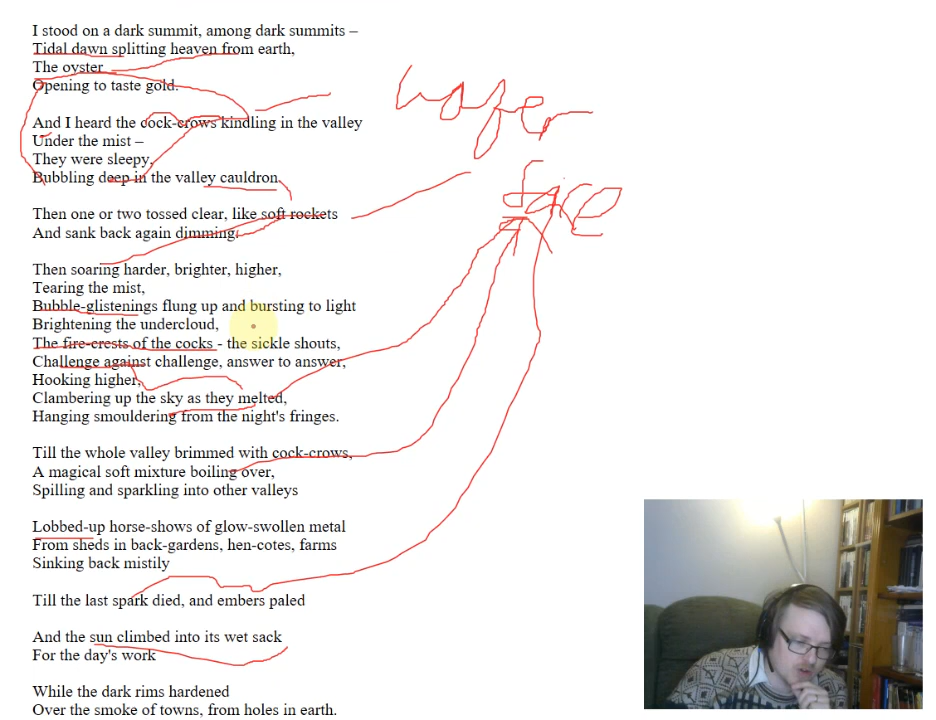 I stood on a dark summit, among dark summits –
Tidal dawn splitting heaven from earth,
The oyster
Opening to taste gold.
water
And I heard the cock-crows kindling in the valley
Under the mist –
They were sleepy,
Bubbling deep in the valley cauldron.
fire
Then one or two tossed clear, like soft rockets
And sank back again dimming.
Then soaring harder, brighter, higher,
Tearing the mist,
Bubble-glistenings flung up and bursting to light
Brightening the undercloud,
The fire-crests of the cocks - the sickle shouts,
Challenge against challenge, answer to answer,
Hooking higher,
Clambering up the sky as they melted,
Hanging smouldering from the night's fringes.
Till the whole valley brimmed with cock-crows,
A magical soft mixture boiling over,
Spilling and sparkling into other valleys
Lobbed-up horse-shows of glow-swollen metal
From sheds in back-gardens, hen-cotes, farms
Sinking back mistily
Till the last spark died, and embers paled
And the sun climbed into its wet sack
For the day's work
While the dark rims hardened
Over the smoke of towns, from holes in earth.